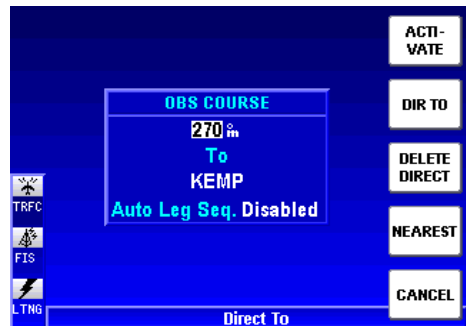 ACTI-
VATE
OBS COURSE
DIR TO
270°m
To
KEMP
DELETE
DIRECT
Auto Leg Seq. Disabled
TRFC
NEAREST
FIS
CANCEL
LTNG
Direct To